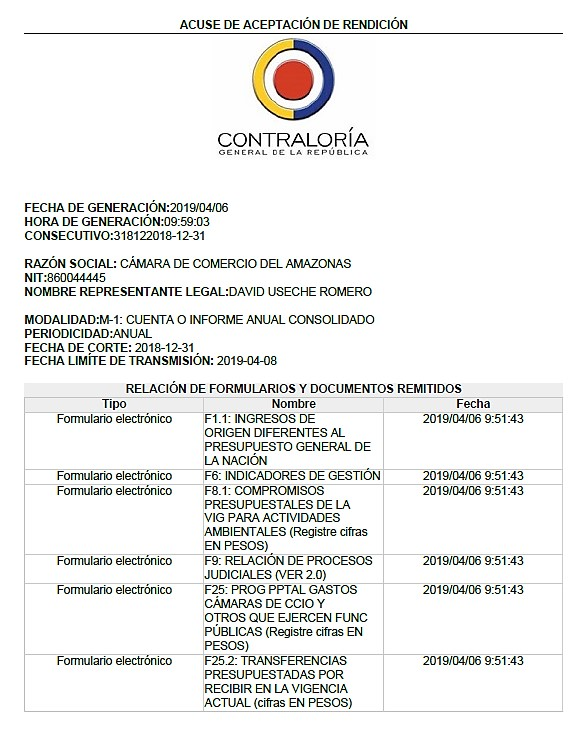 ACUSE DE ACEPTACIÓN DE RENDICIÓN
CONTRALORÍA
GENERAL DE LA REPÚBLICA
FECHA DE GENERACIÓN:2019/04/06
HORA DE GENERACIÓN:09:59:03
CONSECUTIVO:318122018-12-31
RAZÓN SOCIAL: CÁMARA DE COMERCIO DEL AMAZONAS
NIT:860044445
NOMBRE REPRESENTANTE LEGAL:DAVID USECHE ROMERO
MODALIDAD:M-1: CUENTA O INFORME ANUAL CONSOLIDADO
PERIODICIDAD:ANUAL
FECHA DE CORTE: 2018-12-31
FECHA LIMÍTE DE TRANSMISIÓN: 2019-04-08
RELACIÓN DE FORMULARIOS Y DOCUMENTOS REMITIDOS
Tipo Nombre Fecha
Formulario electrónico F1.1: INGRESOS DE 2019/04/06 9:51:43
ORIGEN DIFERENTES AL
PRESUPUESTO GENERAL DE
LA NACIÓN
Formulario electrónico F6: INDICADORES DE GESTIÓN 2019/04/06 9:51:43
Formulario electrónico F8.1: COMPROMISOS 2019/04/06 9:51:43
PRESUPUESTALES DE LA
VIG PARA ACTIVIDADES
AMBIENTALES (Registre cifras
EN PESOS)
Formulario electrónico F9: RELACIÓN DE PROCESOS 2019/04/06 9:51:43
JUDICIALES (VER 2.0)
Formulario electrónico F25: PROG PPTAL GASTOS 2019/04/06 9:51:43
CÁMARAS DE CCIO Y
OTROS QUE EJERCEN FUNC
PÚBLICAS (Registre cifras EN
PESOS)
Formulario electrónico F25.2: TRANSFERENCIAS 2019/04/06 9:51:43
PRESUPUESTADAS POR
RECIBIR EN LA VIGENCIA
ACTUAL (cifras EN PESOS)